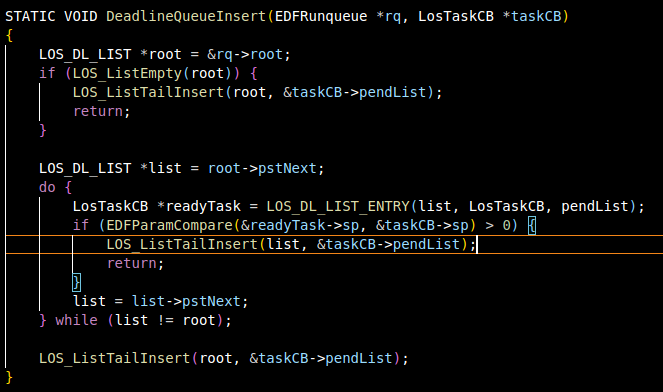 STATIC VOID DeadlineQueueInsert(EDFRunqueue *rq, LosTaskCB *taskCB)
{
    LOS_DL_LIST *root = &rq->root;
    if (LOS_ListEmpty(root)) {
        LOS_ListTailInsert(root, &taskCB->pendList);
        return;
    }

    LOS_DL_LIST *list = root->pstNext;
    do {
        LosTaskCB *readyTask = LOS_DL_LIST_ENTRY(list, LosTaskCB, pendList);
        if (EDFParamCompare(&readyTask->sp, &taskCB->sp) > 0) {
            LOS_ListTailInsert(list, &taskCB->pendList);
            return;
        }
        list = list->pstNext;
    } while (list != root);

    LOS_ListTailInsert(root, &taskCB->pendList);
}